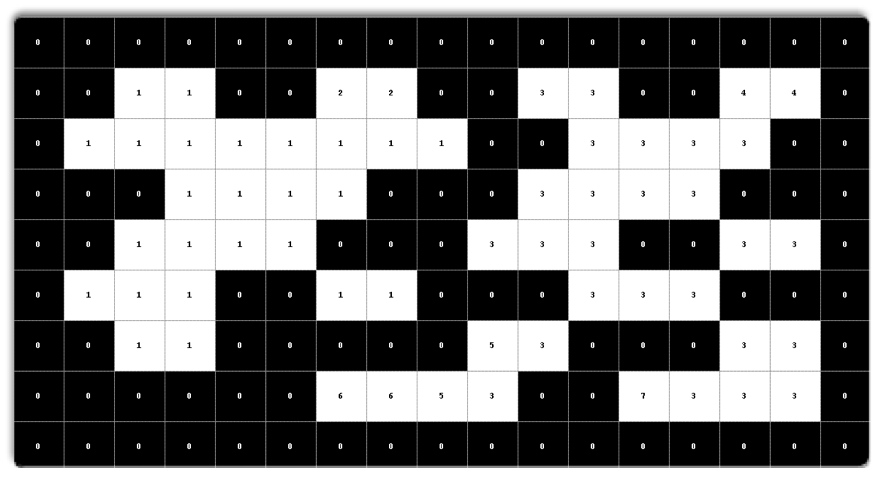 0 0 0 0 0 0 0 0 0 0 0 0 0 0 0 0 0
0 0 1 1 0 0 2 2 0 0 3 3 0 0 4 4 0
0 1 1 1 1 1 1 1 1 0 0 3 3 3 3 0 0
0 0 0 1 1 1 1 0 0 0 3 3 3 3 0 0 0
0 0 1 1 1 1 0 0 0 3 3 3 0 0 3 3 0
0 1 1 1 0 0 1 1 0 0 0 3 3 3 0 0 0
0 0 1 1 0 0 0 0 0 5 3 0 0 0 3 3 0
0 0 0 0 0 0 6 6 5 3 0 0 7 3 3 3 0
0 0 0 0 0 0 0 0 0 0 0 0 0 0 0 0 0